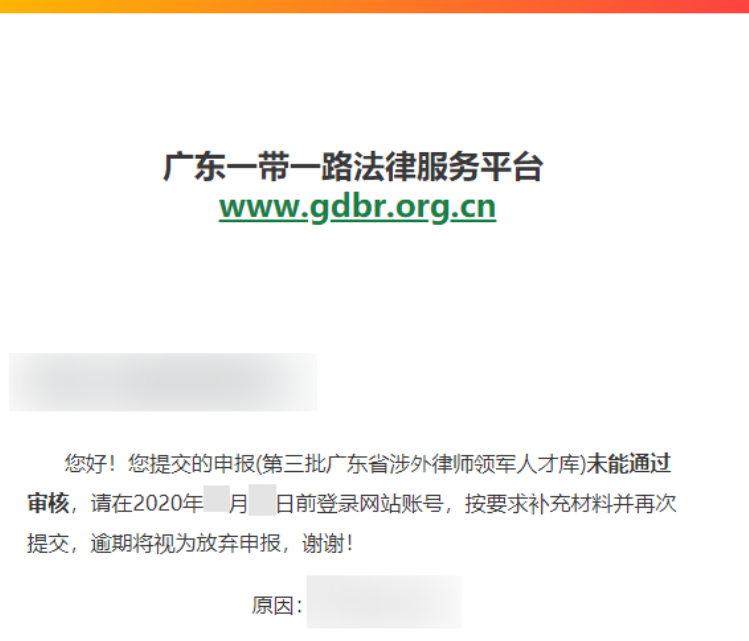 广东一带一路法律服务平台
www.gdbr.org.cn
您好！您提交的申报(第三批广东省涉外律师领军人才库)未能通过
审核，请在2020年月日前登录网站账号，按要求补充材料并再次
提交，逾期将视为放弃申报，谢谢！
原因：